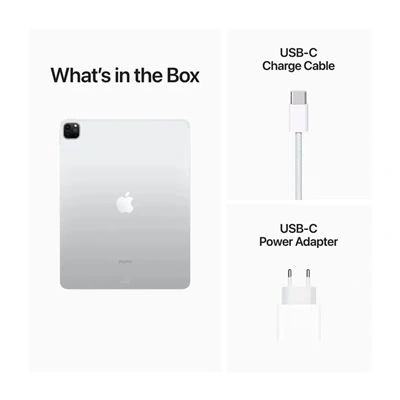 What's in the Box
USB-C
Charge Cable
USB-C
Power Adapter